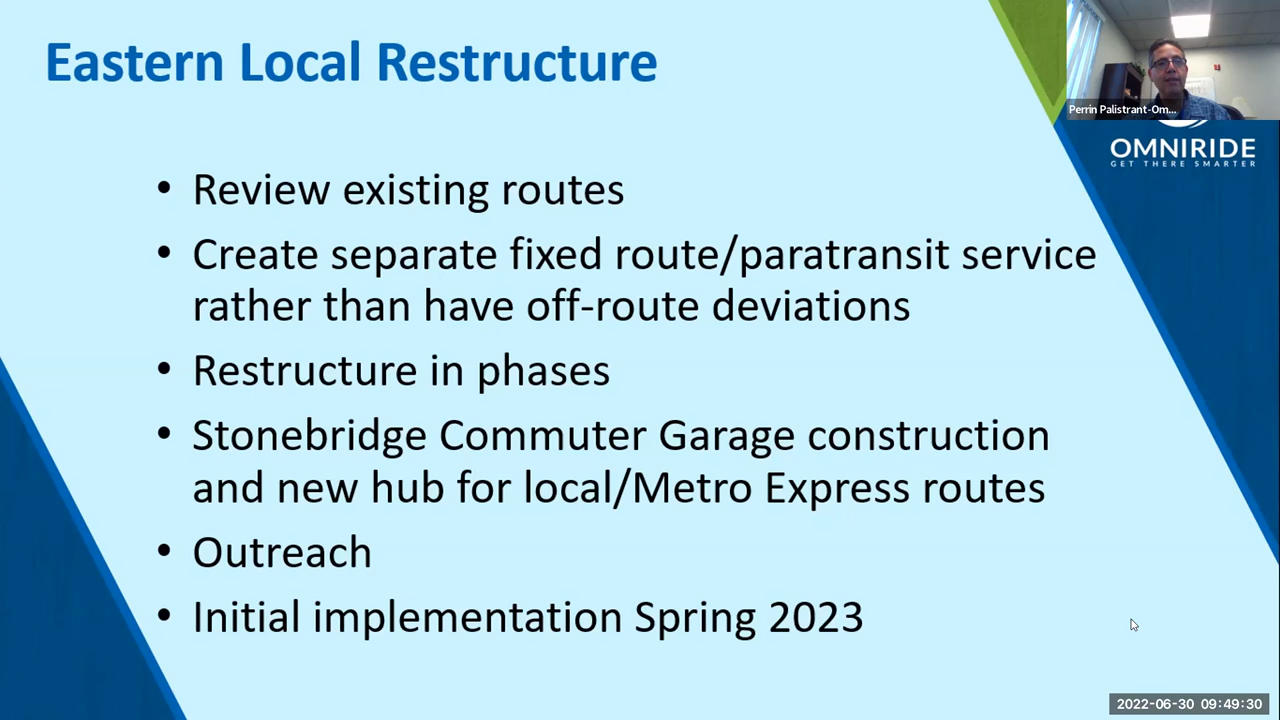 Eastern Local Restructure
Perrin Palistrant-Om...
OMNIRIDE
GET THERE SMARTER
• Review existing routes
• Create separate fixed route/paratransit service
rather than have off-route deviations
• Restructure in phases
• Stonebridge Commuter Garage construction
and new hub for local/Metro Express routes
• Outreach
• Initial implementation Spring 2023
2022-06-30 09:49:30